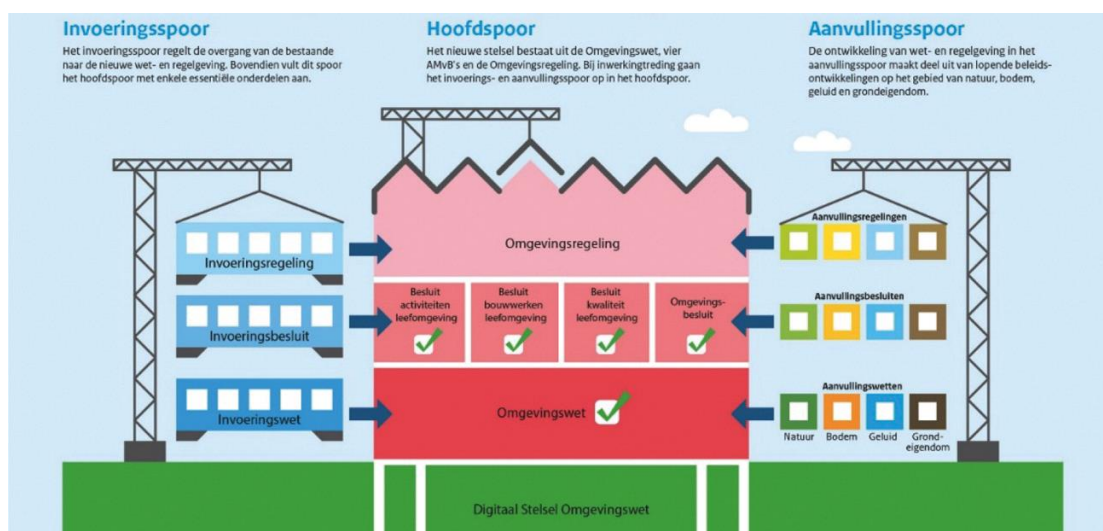 Invoeringsspoor
Het invoeringsspoor regelt de overgang van de bestaande
naar de nieuwe wet- en regelgeving. Bovendien vult dit spoor
het hoofdspoor met enkele essentiële onderdelen aan.
Hoofdspoor
Het nieuwe stelsel bestaat uit de Omgevingswet, vier
AMvB's en de Omgevingsregeling. Bij inwerkingtreding gaan
het invoerings- en aanvullingsspoor op in het hoofdspoor.
Aanvullingsspoor
De ontwikkeling van wet- en regelgeving in het
aanvullingsspoor maakt deel uit van lopende beleids-
ontwikkelingen op het gebied van natuur, bodem,
geluid en grondeigendom.
Invoeringsregeling
Invoeringsbesluit
Invoeringswet
Omgevingsregeling
Besluit
activiteiten
leefomgeving
Besluit
bouwwerken
leefomgeving
Besluit
kwaliteit
leefomgeving
Omgevings-
besluit
Omgevingswet
Digitaal Stelsel Omgevingswet
Aanvullingsregelingen
Aanvullingsbesluiten
Aanvullingswetten
Natuur
Bodem
Geluid
Grond-
eigendom